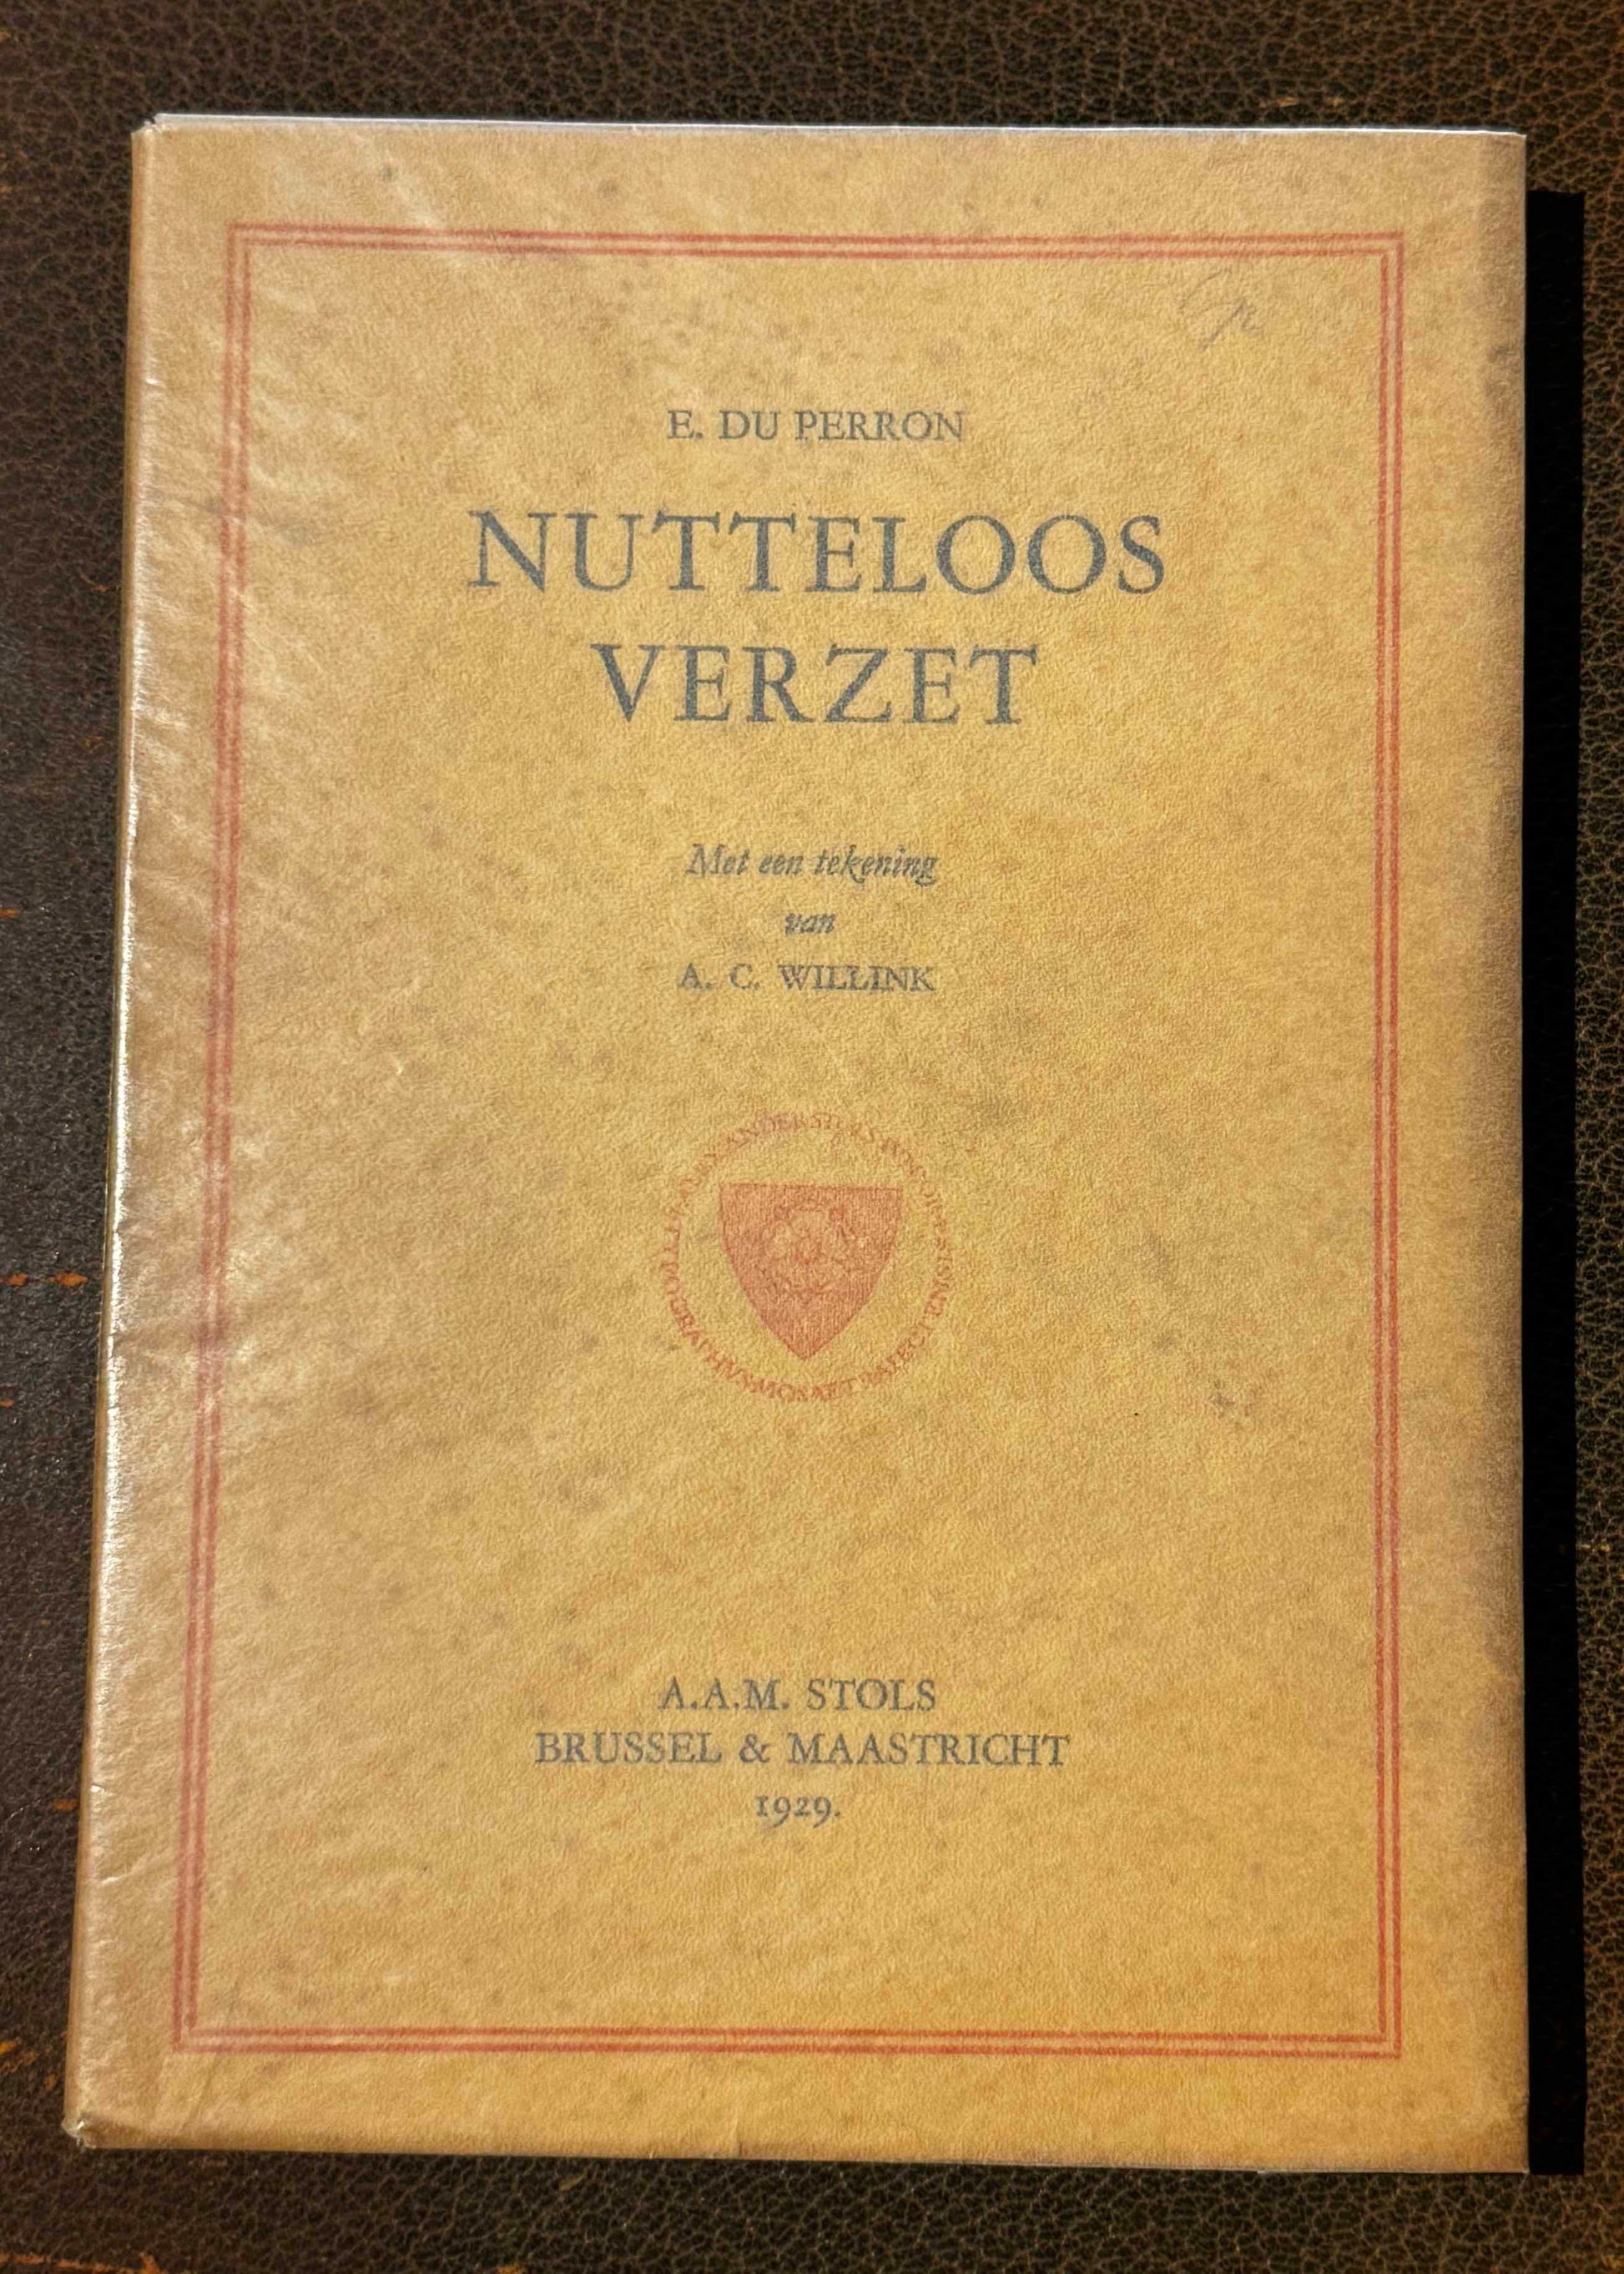 E. DU PERRON
NUTTELOOS
VERZET
Met een tekening
van
A. C. WILLINK
A.A.M. STOLS
BRUSSEL & MAASTRICHT
1929.